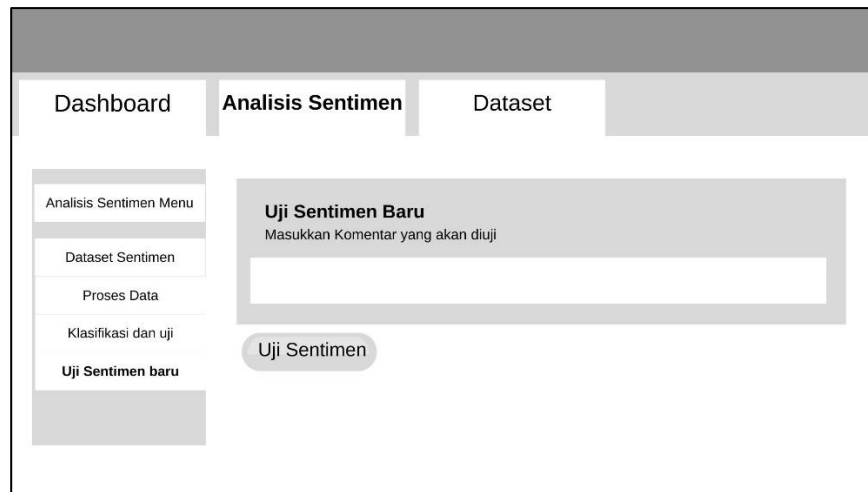 Dashboard
Analisis Sentimen
Dataset
Analisis Sentimen Menu
Dataset Sentimen
Proses Data
Klasifikasi dan uji
Uji Sentimen baru
Uji Sentimen Baru
Masukkan Komentar yang akan diuji
Uji Sentimen